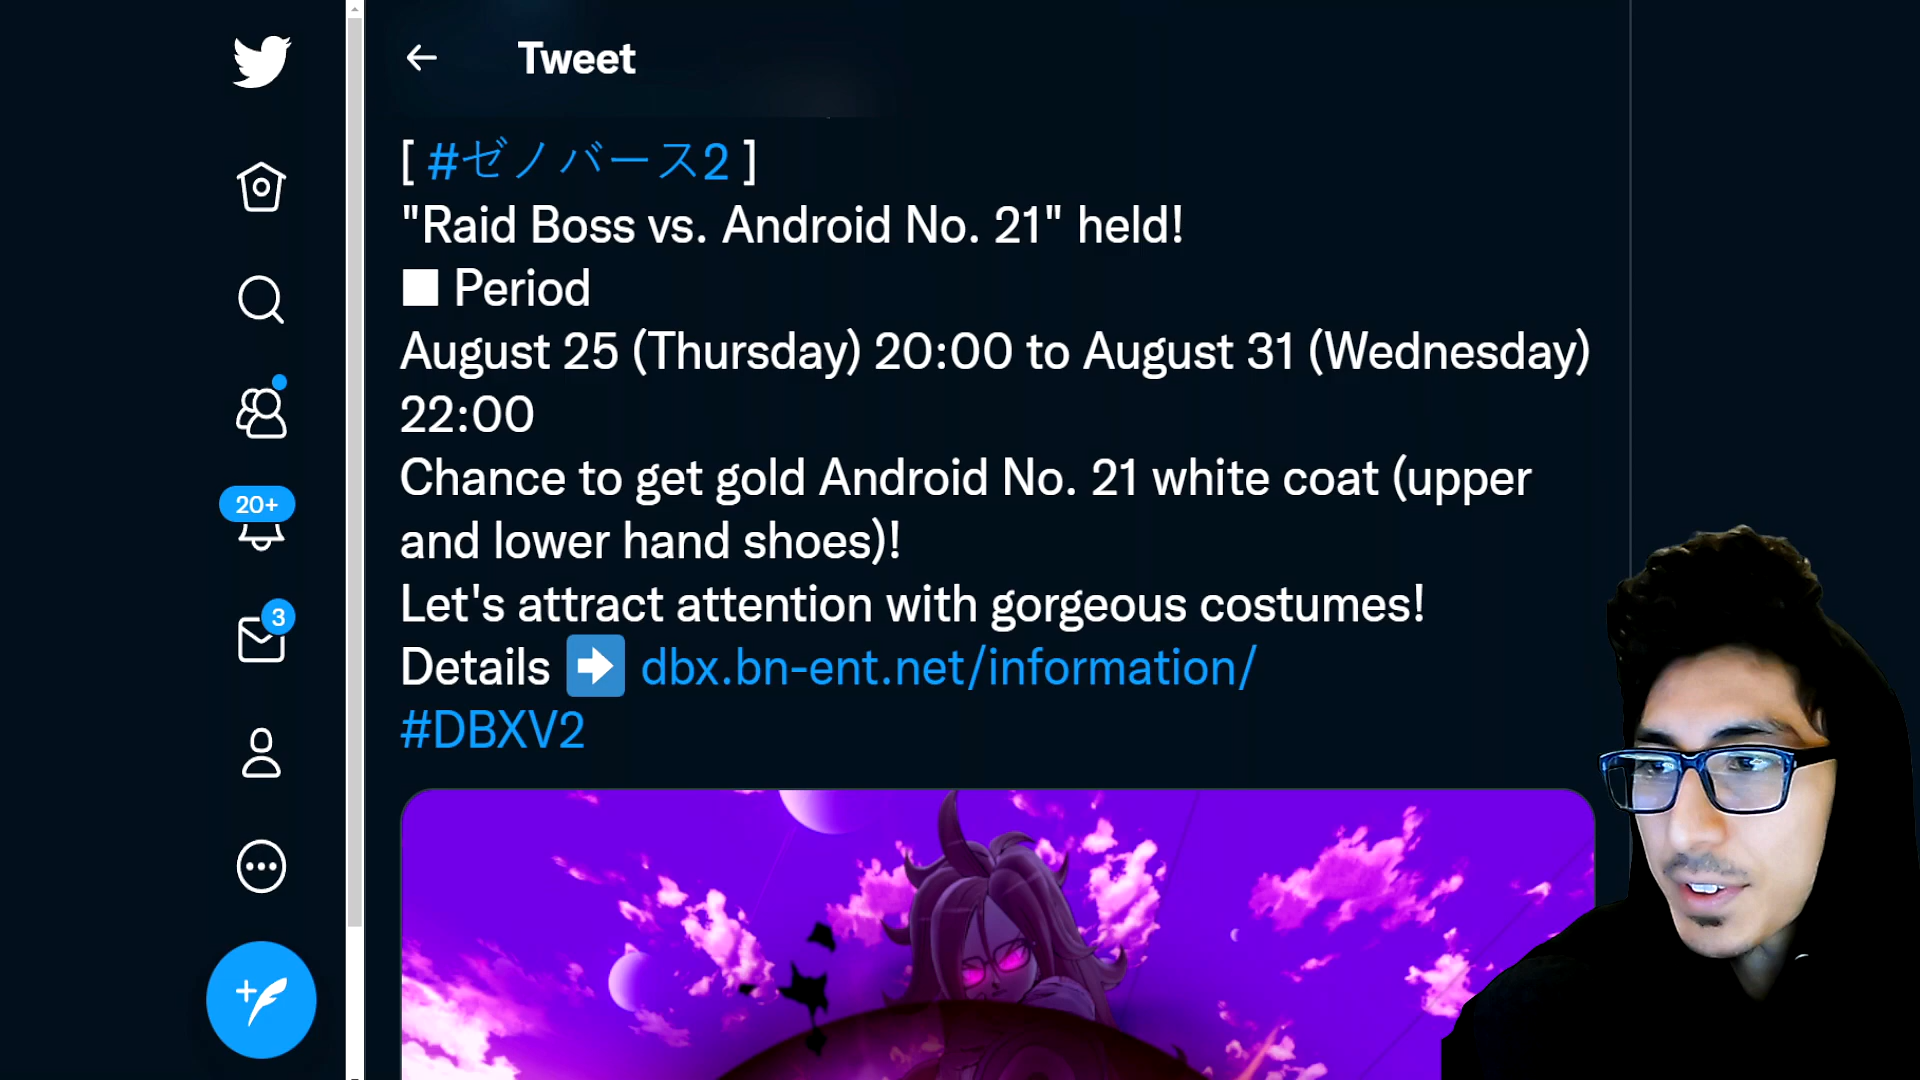 Tweet
[ #ゼノバース2 ]
"Raid Boss vs. Android No. 21" held!
■ Period
August 25 (Thursday) 20:00 to August 31 (Wednesday)
22:00
Chance to get gold Android No. 21 white coat (upper
and lower hand shoes)!
Let's attract attention with gorgeous costumes!
Details ➡ dbx.bn-ent.net/information/
#DBXV2
20+
3